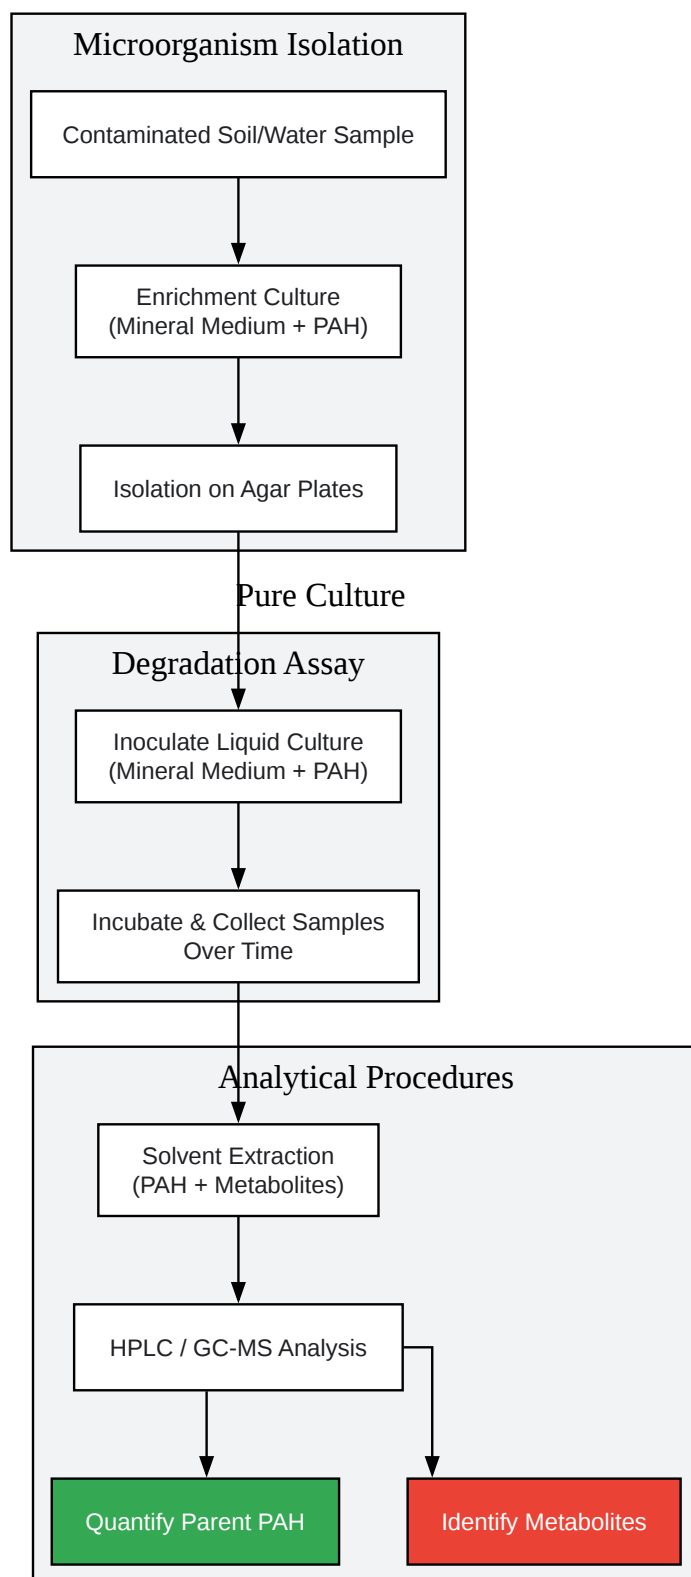 Microorganism Isolation
Contaminated Soil/Water Sample
Enrichment Culture
(Mineral Medium + PAH)
Isolation on Agar Plates
Pure Culture
Degradation Assay
Inoculate Liquid Culture
(Mineral Medium + PAH)
Incubate & Collect Samples
Over Time
Analytical Procedures
Solvent Extraction
(PAH + Metabolites)
HPLC / GC-MS Analysis
Quantify Parent PAH
Identify Metabolites